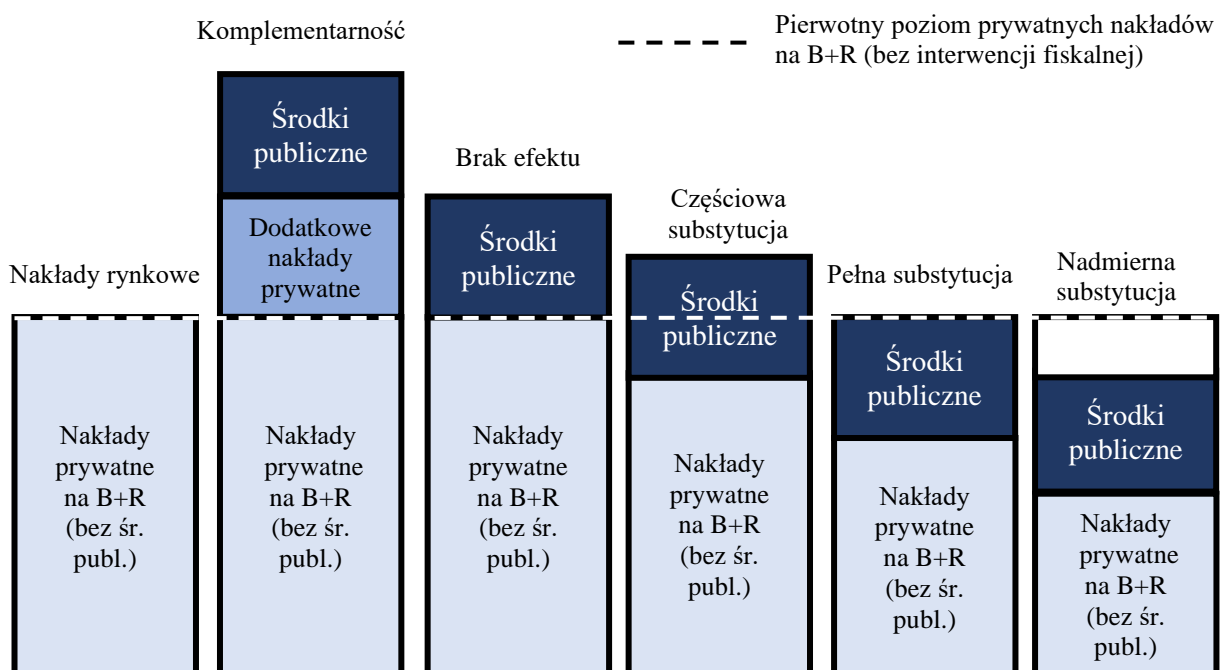 Komplementarność
Pierwotny poziom prywatnych nakładów
na B+R (bez interwencji fiskalnej)
Środki
publiczne
Dodatkowe
nakłady
prywatne
Brak efektu
Środki
publiczne
Częściowa
substytucja
Środki
publiczne
Nakłady rynkowe
Pełna substytucja
Środki
publiczne
Nadmierna
substytucja
Środki
publiczne
Nakłady
prywatne
na B+R
(bez śr.
publ.)
Nakłady
prywatne
na B+R
(bez śr.
publ.)
Nakłady
prywatne
na B+R
(bez śr.
publ.)
Nakłady
prywatne
na B+R
(bez śr.
publ.)
Nakłady
prywatne
na B+R
(bez śr.
publ.)
Nakłady
prywatne
na B+R
(bez śr.
publ.)